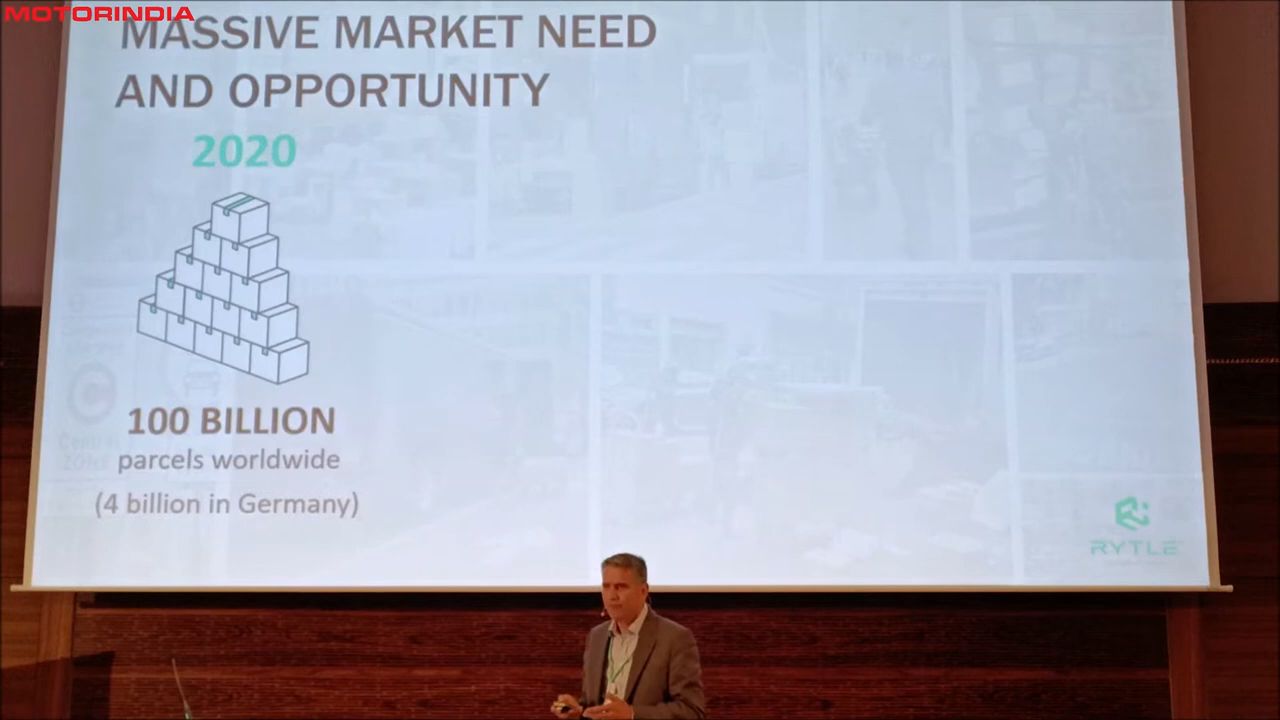 MOTORINDIA
MASSIVE MARKET NEED
AND OPPORTUNITY
2020
100 BILLION
parcels worldwide
(4 billion in Germany)
RYTLE
C